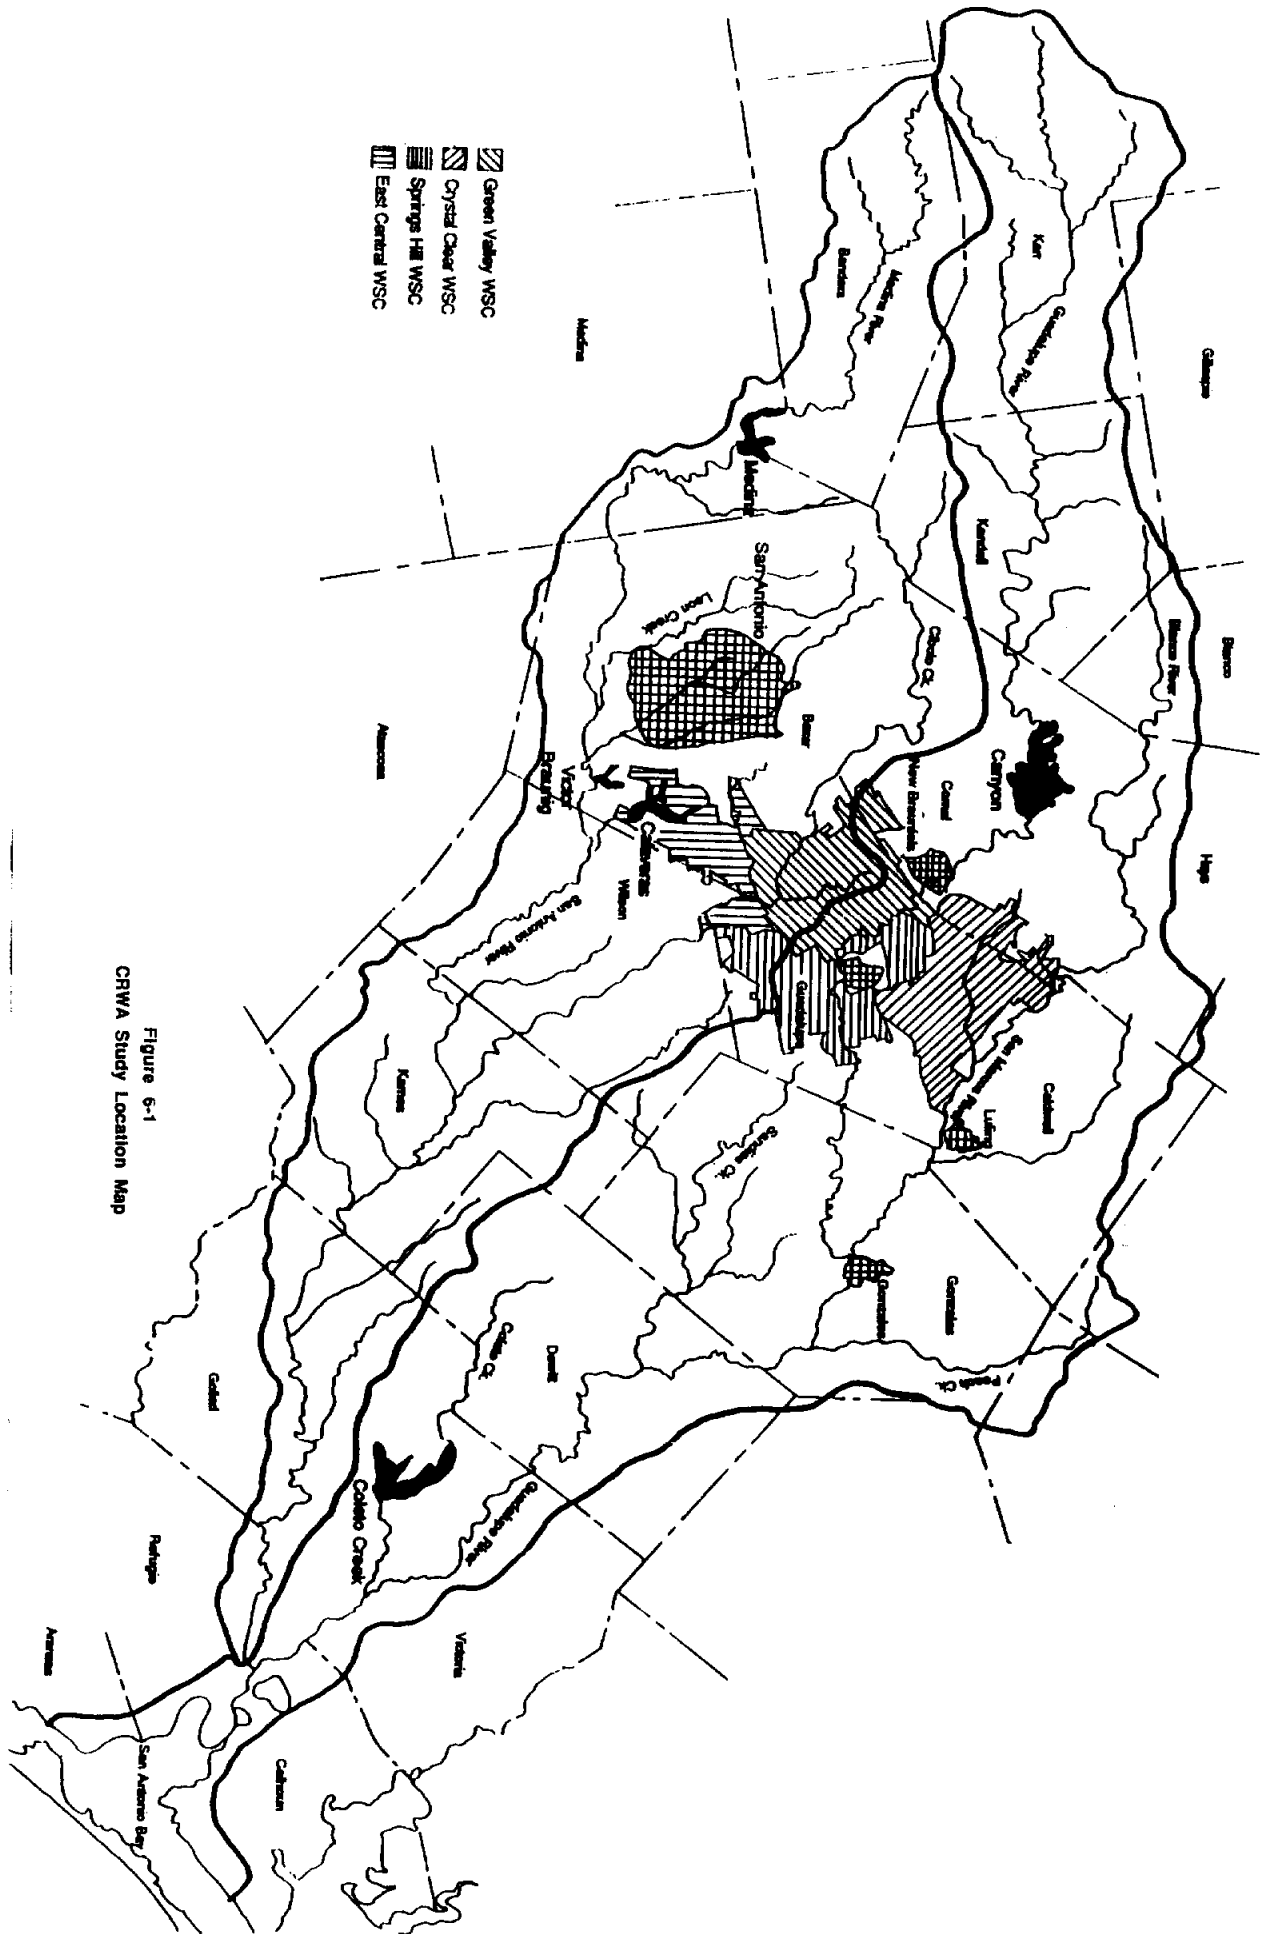 Gillespie
Blanco
Hays
Kerr
Guadalupe River
Kendall
Blanco River
Canyon
Comal
New Braunfels
Caldwell
San Marcos River
Luling
Bandera
Medina River
Medina
San Antonio
Leon Creek
Cibolo Ck.
Bexar
Guadalupe
Gonzales
Gonzales
Peach Ck.
Sandies Ck.
Medina
Atascosa
Victor
Braunig
Calaveras
Wilson
San Antonio River
Karnes
Dewitt
Coleto Ck.
Coleto Creek
Guadalupe River
Victoria
Goliad
Refugio
Aransas
Calhoun
San Antonio Bay
Green Valley WSC
Crystal Clear WSC
Springs Hill WSC
East Central WSC
Figure 6-1
CRWA Study Location Map